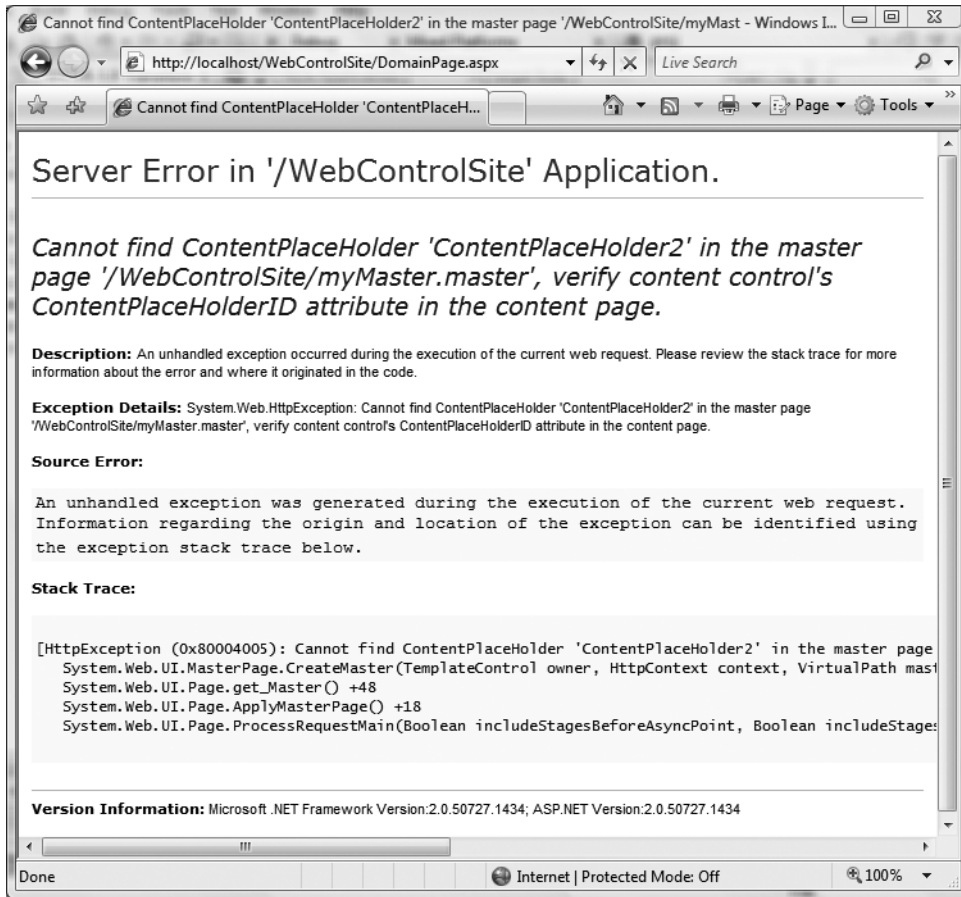 Cannot find ContentPlaceHolder 'ContentPlaceHolder2' in the master page '/WebControlSite/myMast - Windows I...
http://localhost/WebControlSite/DomainPage.aspx
Live Search
Cannot find ContentPlaceHolder 'ContentPlaceH...
Page
Tools
Server Error in '/WebControlSite' Application.
Cannot find ContentPlaceHolder 'ContentPlaceHolder2' in the master
page '/WebControlSite/myMaster.master', verify content control's
ContentPlaceHolderID attribute in the content page.
Description: An unhandled exception occurred during the execution of the current web request. Please review the stack trace for more
information about the error and where it originated in the code.
Exception Details: System.Web.HttpException: Cannot find ContentPlaceHolder 'ContentPlaceHolder2' in the master page
'/WebControlSite/myMaster.master', verify content control's ContentPlaceHolderID attribute in the content page.
Source Error:
An unhandled exception was generated during the execution of the current web request.
Information regarding the origin and location of the exception can be identified using
the exception stack trace below.
Stack Trace:
[HttpException (0x80004005): Cannot find ContentPlaceHolder 'ContentPlaceHolder2' in the master page
System.Web.UI.MasterPage.CreateMaster(TemplateControl owner, HttpContext context, VirtualPath mast
System.Web.UI.Page.get_Master() +48
System.Web.UI.Page.ApplyMasterPage() +18
System.Web.UI.Page.ProcessRequestMain(Boolean includeStagesBeforeAsyncPoint, Boolean includeStages
Version Information: Microsoft .NET Framework Version:2.0.50727.1434; ASP.NET Version:2.0.50727.1434
Done
Internet | Protected Mode: Off
100%